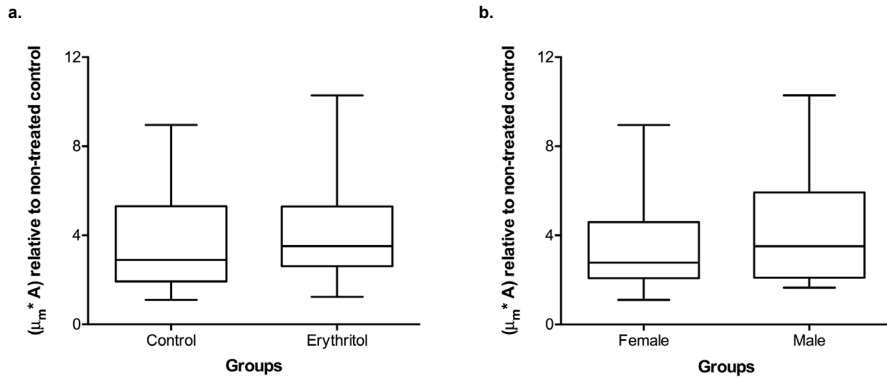 a.
(μm* A) relative to non-treated control
12
8
4
0
Control Erythritol
Groups
b.
(μm* A) relative to non-treated control
12
8
4
0
Female Male
Groups